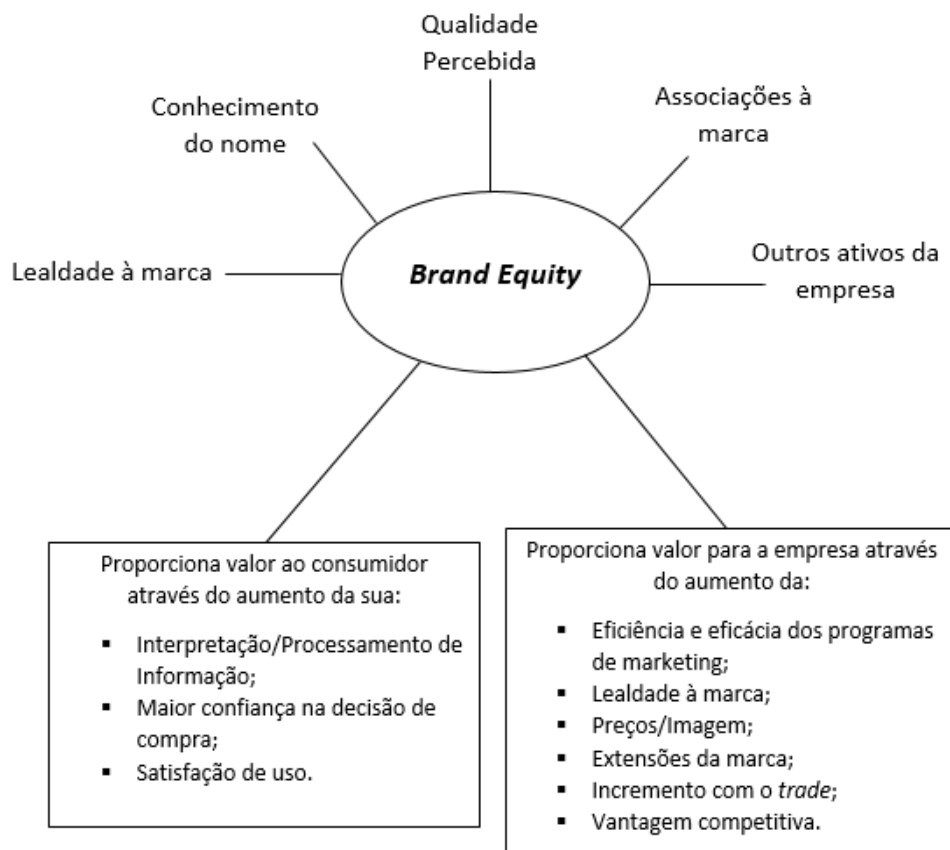 Qualidade
Percebida
Conhecimento
do nome
Associações à
marca
Lealdade à marca
Brand Equity
Outros ativos da
empresa
Proporciona valor ao consumidor
através do aumento da sua:
▪ Interpretação/Processamento de
Informação;
▪ Maior confiança na decisão de
compra;
▪ Satisfação de uso.
Proporciona valor para a empresa através
do aumento da:
▪ Eficiência e eficácia dos programas
de marketing;
▪ Lealdade à marca;
▪ Preços/Imagem;
▪ Extensões da marca;
▪ Incremento com o trade;
▪ Vantagem competitiva.